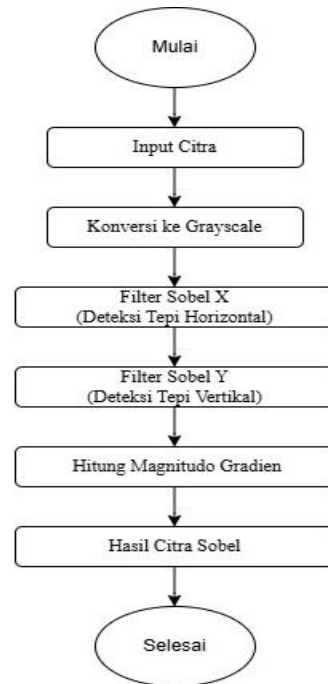 Mulai
Input Citra
Konversi ke Grayscale
Filter Sobel X
(Deteksi Tepi Horizontal)
Filter Sobel Y
(Deteksi Tepi Vertikal)
Hitung Magnitudo Gradien
Hasil Citra Sobel
Selesai